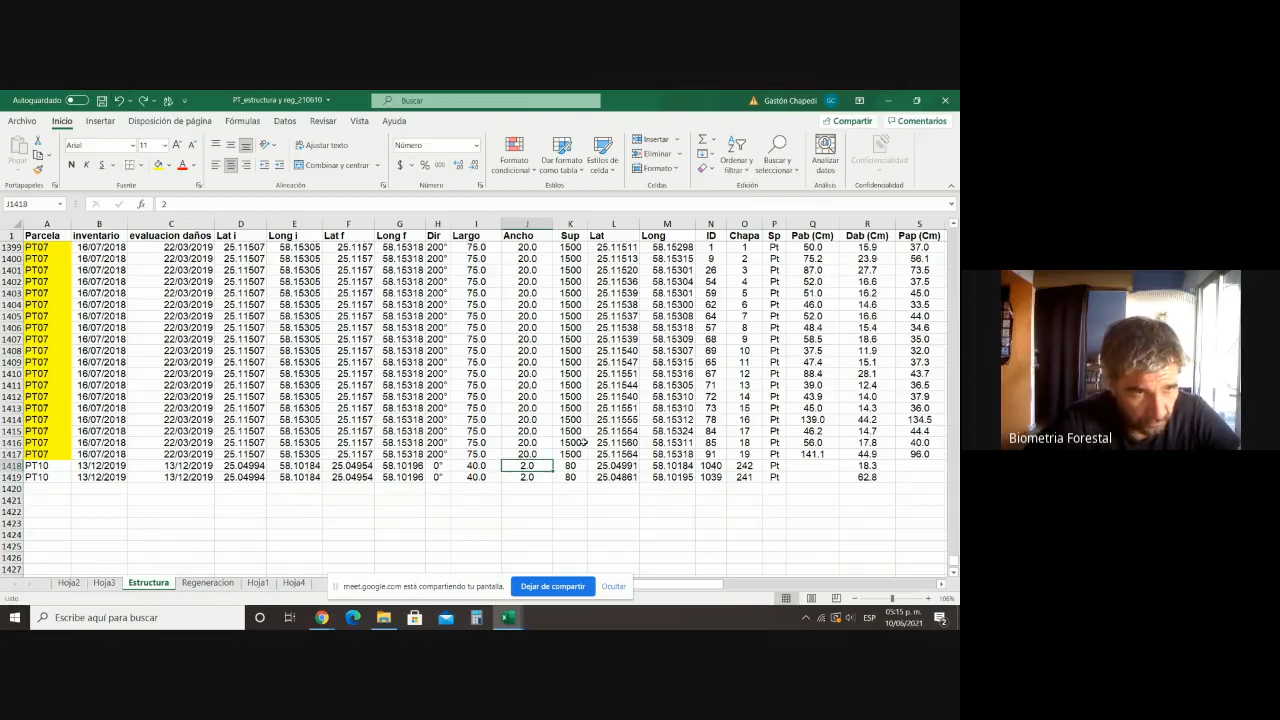 Autoguardado
PT_estructura y reg_210610
Buscar
Gastón Chapedi
GC
Archivo Inicio Insertar Disposición de página Fórmulas Datos Revisar Vista Ayuda
Compartir Comentarios
Pegar
Arial 11
N K S
Ajustar texto
Combinar y centrar
Número
$ % 000
Formato condicional
Dar formato como tabla
Estilos de celda
Insertar
Eliminar
Formato
Ordenar y filtrar
Buscar y seleccionar
Analizar datos
Confidencialidad
Portapapeles Fuente Alineación Número Estilos Celdas Edición Análisis Confidencialidad
J1418 fx 2
A B C D E F G H I J K L M N O P Q R S
1 Parcela inventario evaluacion daños Lat i Long i Lat f Long f Dir Largo Ancho Sup Lat Long ID Chapa Sp Pab (Cm) Dab (Cm) Pap (Cm)
1399 PT07 16/07/2018 22/03/2019 25.11507 58.15305 25.1157 58.15318 200° 75.0 20.0 1500 25.11511 58.15298 1 1 Pt 50.0 15.9 37.0
1400 PT07 16/07/2018 22/03/2019 25.11507 58.15305 25.1157 58.15318 200° 75.0 20.0 1500 25.11513 58.15315 9 2 Pt 75.2 23.9 56.1
1401 PT07 16/07/2018 22/03/2019 25.11507 58.15305 25.1157 58.15318 200° 75.0 20.0 1500 25.11520 58.15301 26 3 Pt 87.0 27.7 73.5
1402 PT07 16/07/2018 22/03/2019 25.11507 58.15305 25.1157 58.15318 200° 75.0 20.0 1500 25.11536 58.15304 54 4 Pt 52.0 16.6 37.5
1403 PT07 16/07/2018 22/03/2019 25.11507 58.15305 25.1157 58.15318 200° 75.0 20.0 1500 25.11539 58.15301 59 5 Pt 51.0 16.2 45.0
1404 PT07 16/07/2018 22/03/2019 25.11507 58.15305 25.1157 58.15318 200° 75.0 20.0 1500 25.11536 58.15300 62 6 Pt 46.0 14.6 33.5
1405 PT07 16/07/2018 22/03/2019 25.11507 58.15305 25.1157 58.15318 200° 75.0 20.0 1500 25.11537 58.15308 64 7 Pt 52.0 16.6 44.0
1406 PT07 16/07/2018 22/03/2019 25.11507 58.15305 25.1157 58.15318 200° 75.0 20.0 1500 25.11538 58.15314 57 8 Pt 48.4 15.4 34.6
1407 PT07 16/07/2018 22/03/2019 25.11507 58.15305 25.1157 58.15318 200° 75.0 20.0 1500 25.11539 58.15309 68 9 Pt 58.5 18.6 35.0
1408 PT07 16/07/2018 22/03/2019 25.11507 58.15305 25.1157 58.15318 200° 75.0 20.0 1500 25.11540 58.15307 69 10 Pt 37.5 11.9 32.0
1409 PT07 16/07/2018 22/03/2019 25.11507 58.15305 25.1157 58.15318 200° 75.0 20.0 1500 25.11547 58.15315 65 11 Pt 47.4 15.1 37.3
1410 PT07 16/07/2018 22/03/2019 25.11507 58.15305 25.1157 58.15318 200° 75.0 20.0 1500 25.11551 58.15316 67 12 Pt 88.4 28.1 43.7
1411 PT07 16/07/2018 22/03/2019 25.11507 58.15305 25.1157 58.15318 200° 75.0 20.0 1500 25.11544 58.15305 71 13 Pt 39.0 12.4 36.5
1412 PT07 16/07/2018 22/03/2019 25.11507 58.15305 25.1157 58.15318 200° 75.0 20.0 1500 25.11540 58.15310 72 14 Pt 43.9 14.0 37.9
1413 PT07 16/07/2018 22/03/2019 25.11507 58.15305 25.1157 58.15318 200° 75.0 20.0 1500 25.11551 58.15310 73 15 Pt 45.0 14.3 36.0
1414 PT07 16/07/2018 22/03/2019 25.11507 58.15305 25.1157 58.15318 200° 75.0 20.0 1500 25.11555 58.15312 78 16 Pt 139.0 44.2 134.5
1415 PT07 16/07/2018 22/03/2019 25.11507 58.15305 25.1157 58.15318 200° 75.0 20.0 1500 25.11554 58.15324 84 17 Pt 46.2 14.7 44.4
1416 PT07 16/07/2018 22/03/2019 25.11507 58.15305 25.1157 58.15318 200° 75.0 20.0 1500 25.11560 58.15311 85 18 Pt 56.0 17.8 40.0
1417 PT07 16/07/2018 22/03/2019 25.11507 58.15305 25.1157 58.15318 200° 75.0 20.0 1500 25.11564 58.15317 91 19 Pt 141.1 44.9 96.0
1418 PT10 13/12/2019 13/12/2019 25.04994 58.10184 25.04954 58.10196 0° 40.0 2.0 80 25.04991 58.10184 1040 242 Pt 18.3
1419 PT10 13/12/2019 13/12/2019 25.04994 58.10184 25.04954 58.10196 0° 40.0 2.0 80 25.04861 58.10195 1039 241 Pt 62.8
1420
1421
1422
1423
1424
1425
1426
1427
Hoja2 Hoja3 Estructura Regeneracion Hoja1 Hoja4
meet.google.com está compartiendo tu pantalla. Dejar de compartir Ocultar
Listo 106%
Escribe aquí para buscar
ESP
05:15 p. m.
10/06/2021
2
Biometria Forestal